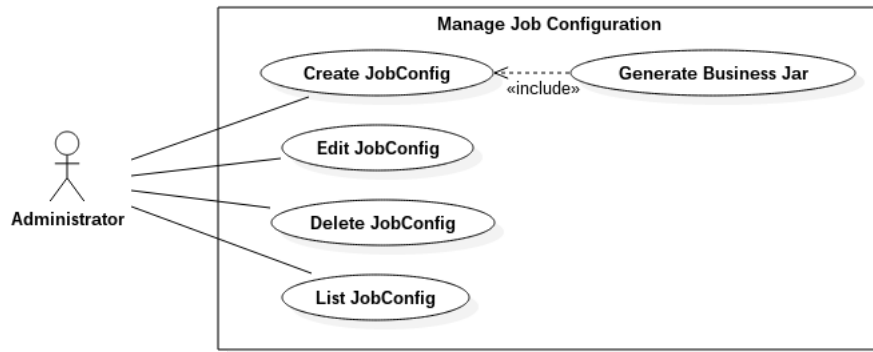 Manage Job Configuration
Create JobConfig
Generate Business Jar
«include»
Edit JobConfig
Administrator
Delete JobConfig
List JobConfig